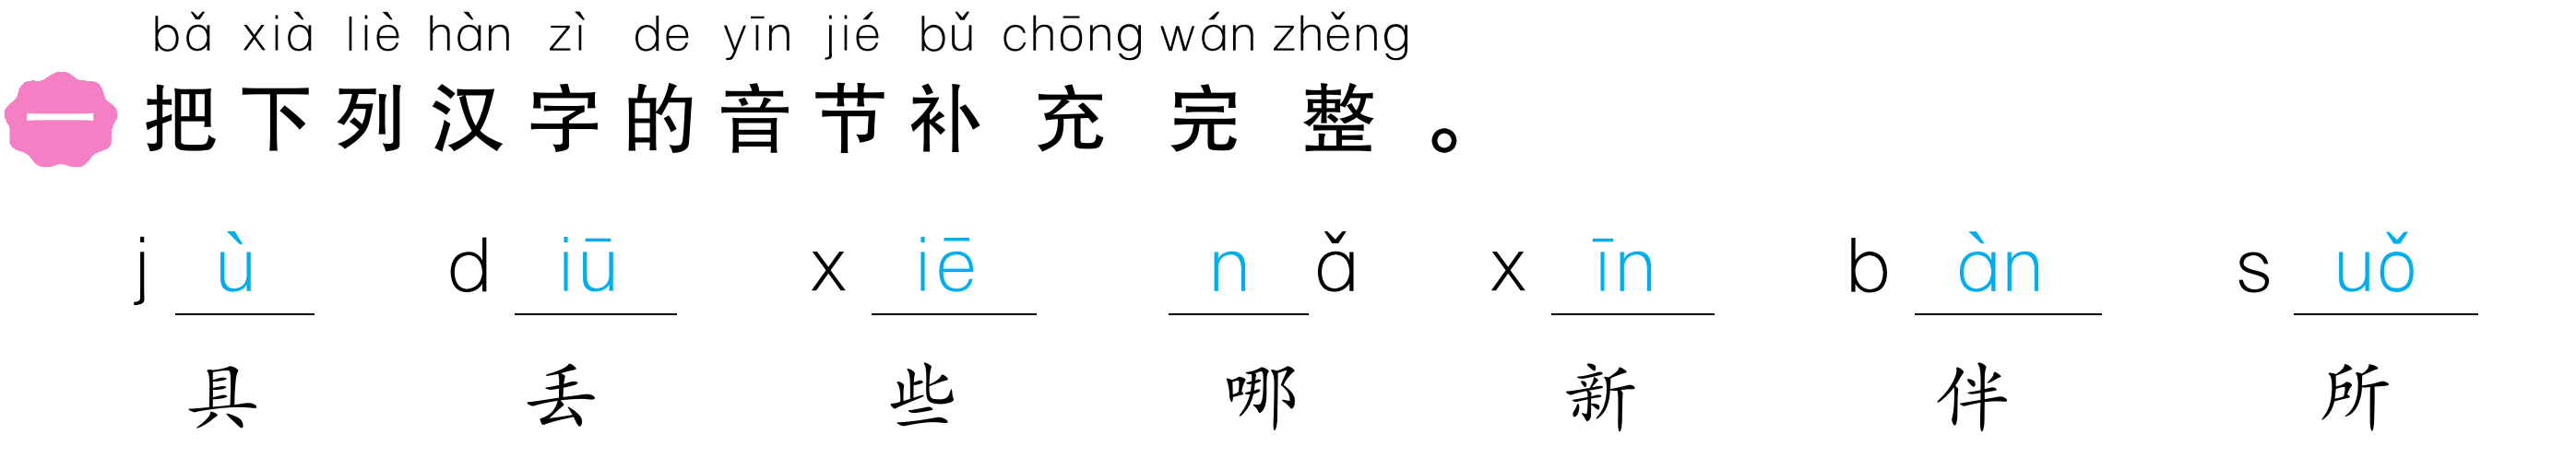 bǎ xià liè hàn zì de yīn jié bǔ chōng wán zhěng
一 把下列汉字的音节补充完整。
j ù d iū x iē n ǎ x īn b àn s uǒ
具 丢 些 哪 新 伴 所